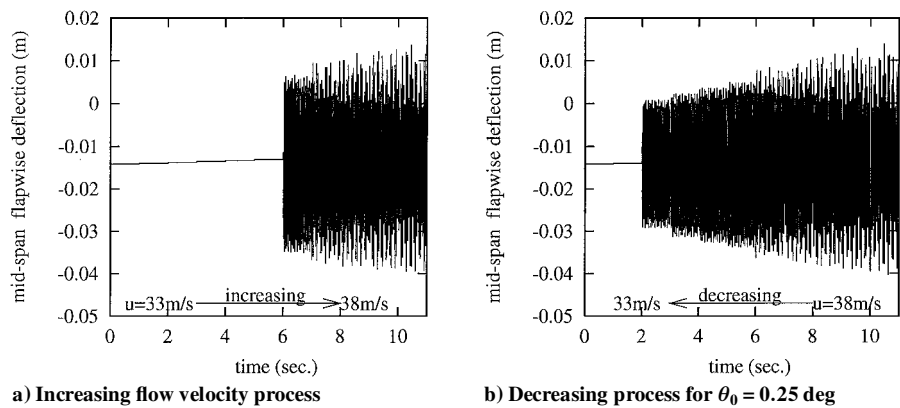 0.02
0.01
0
-0.01
-0.02
-0.03
-0.04
-0.05
mid-span flapwise deflection (m)
u=33m/s increasing 38m/s
0 2 4 6 8 10
time (sec.)
a) Increasing flow velocity process
0.02
0.01
0
-0.01
-0.02
-0.03
-0.04
-0.05
mid-span flapwise deflection (m)
33m/s decreasing u=38m/s
0 2 4 6 8 10
time (sec.)
b) Decreasing process for θ₀ = 0.25 deg